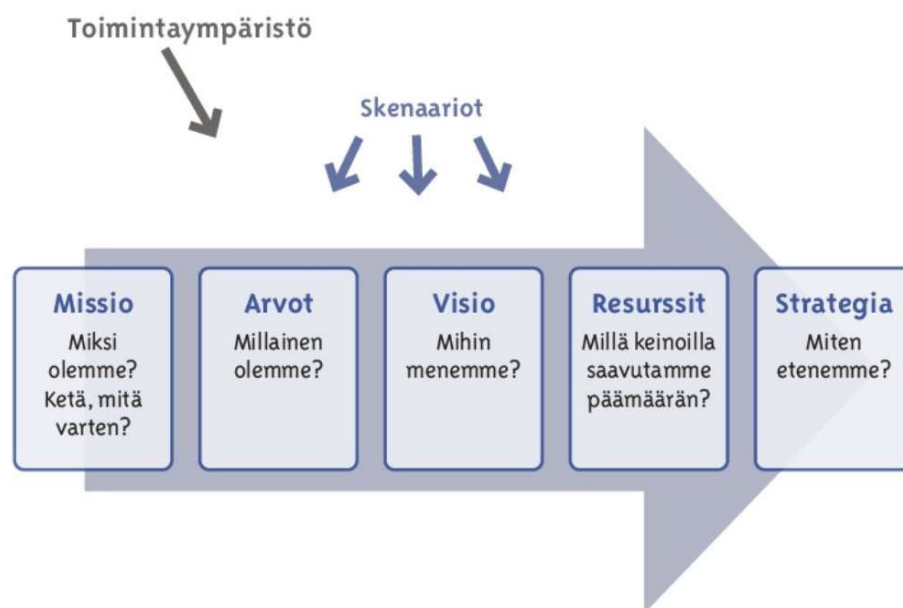 Toimintaympäristö
Skenaariot
Missio
Miksi
olemme?
Ketä, mitä
varten?
Arvot
Millainen
olemme?
Visio
Mihin
menemme?
Resurssit
Millä keinoilla
saavutamme
päämäärän?
Strategia
Miten
etenemme?